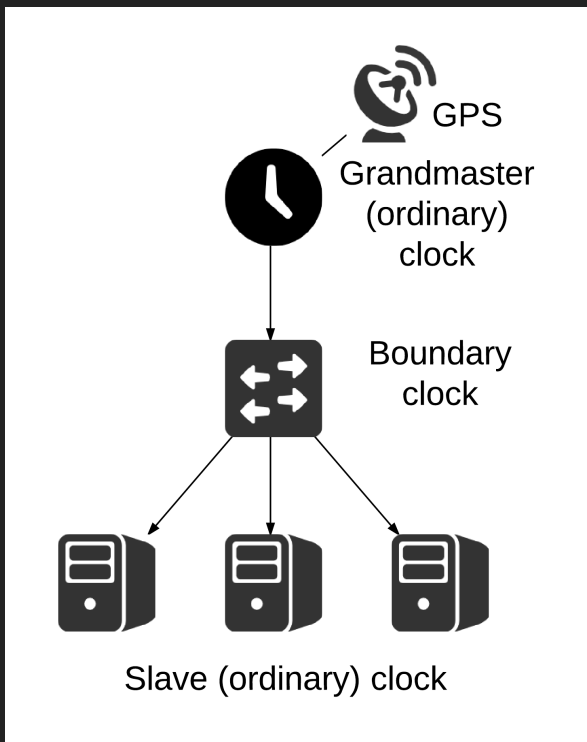 GPS
Grandmaster
(ordinary)
clock
Boundary
clock
Slave (ordinary) clock